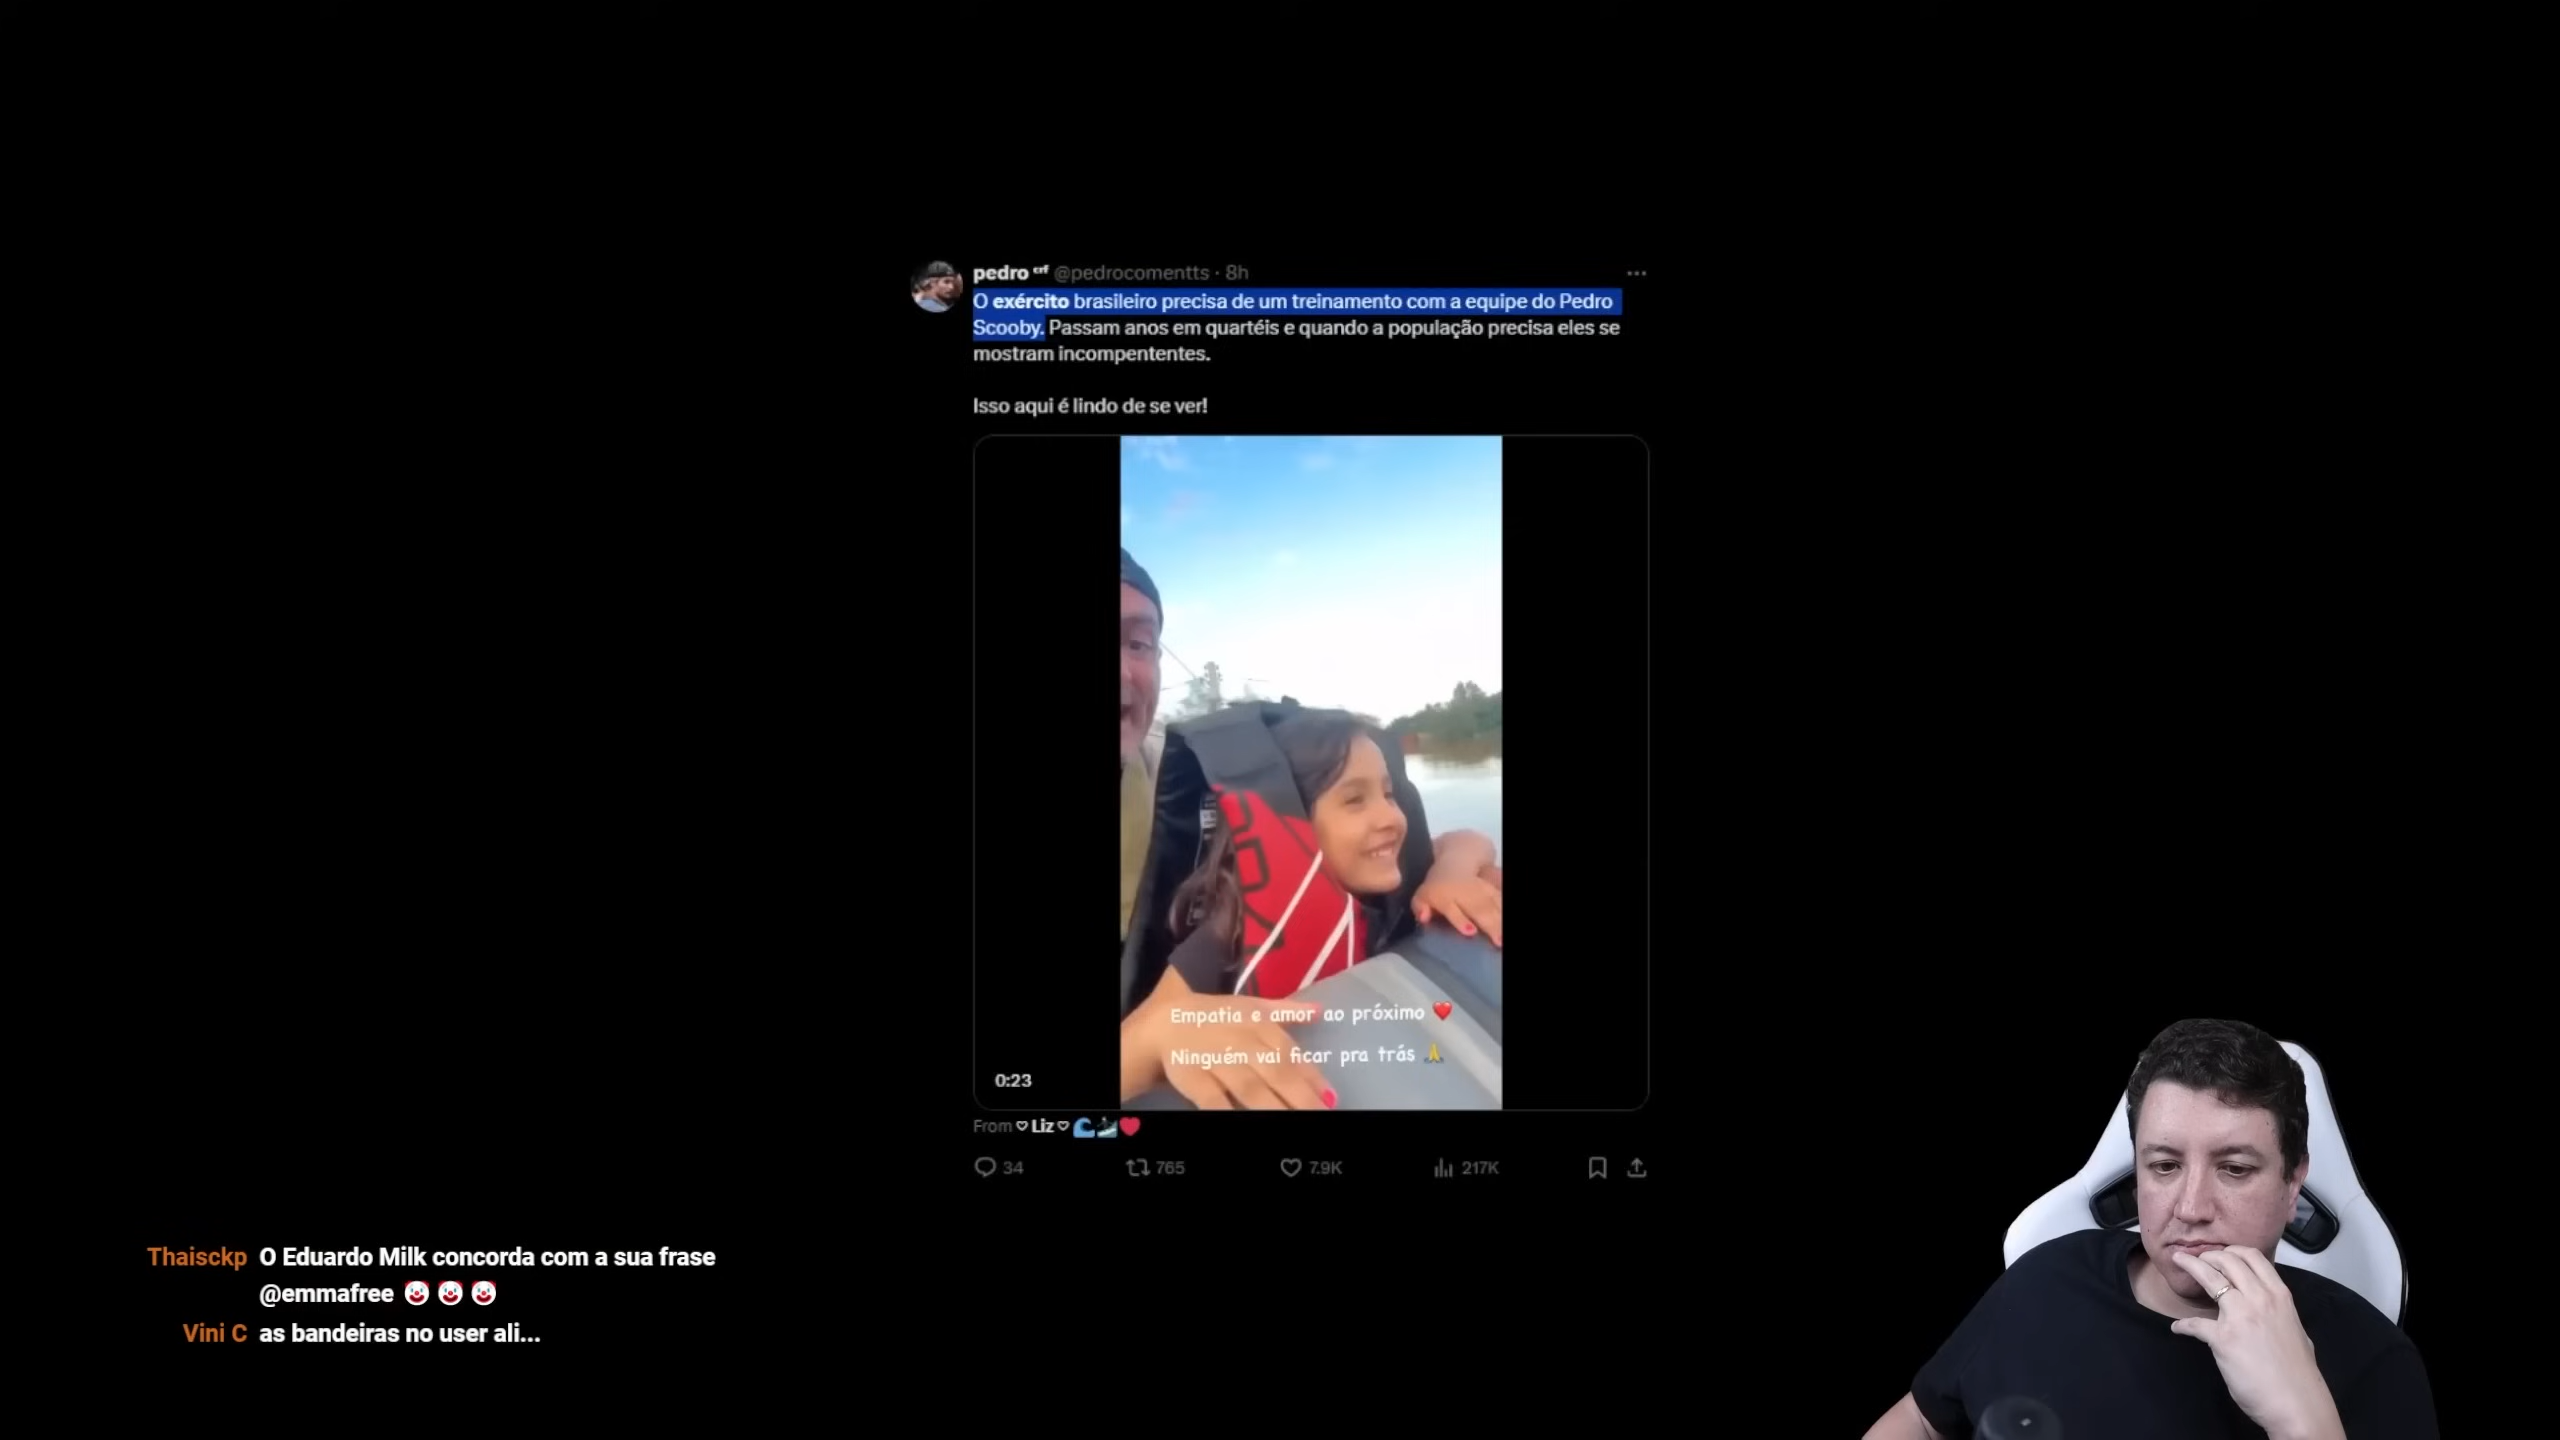 pedro crf @pedrocomentts · 8h
O exército brasileiro precisa de um treinamento com a equipe do Pedro
Scooby. Passam anos em quartéis e quando a população precisa eles se
mostram incompententes.
Isso aqui é lindo de se ver!
Empatia e amor ao próximo ❤️
Ninguém vai ficar pra trás 🙏
0:23
From ♡ Liz ♡ 🌊🏄❤️
34 765 7.9K 217K
Thaisckp O Eduardo Milk concorda com a sua frase
@emmafree 🤡 🤡 🤡
Vini C as bandeiras no user ali...